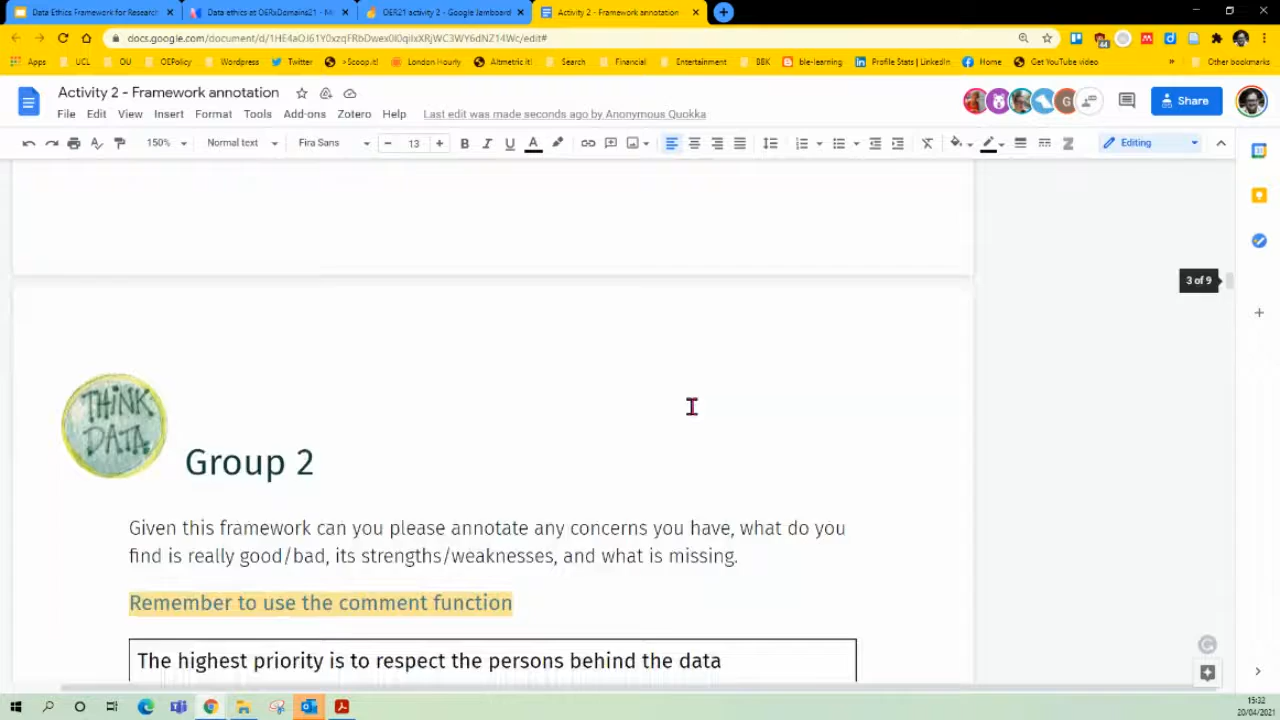 Data Ethics Framework for Research
Data ethics at OERxDomains21 - M
OER21 activity 2 - Google Jamboard
Activity 2 - Framework annotation
docs.google.com/document/d/
Apps
UCL
OU
OEPolicy
Wordpress
Twitter
>Scoop.it!
London Hourly
Altmetric it!
Search
Financial
Entertainment
BBK
ble-learning
Profile Stats | LinkedIn
Home
Get YouTube video
»
Other bookmarks
Activity 2 - Framework annotation
Share
File Edit View Insert Format Tools Add-ons Zotero Help Last edit was made seconds ago by Anonymous Quokka
150% Normal text Fira Sans 13 Editing
3 of 9
THINK
DATA
Group 2
Given this framework can you please annotate any concerns you have, what do you
find is really good/bad, its strengths/weaknesses, and what is missing.
Remember to use the comment function
The highest priority is to respect the persons behind the data
15:32
20/04/2021